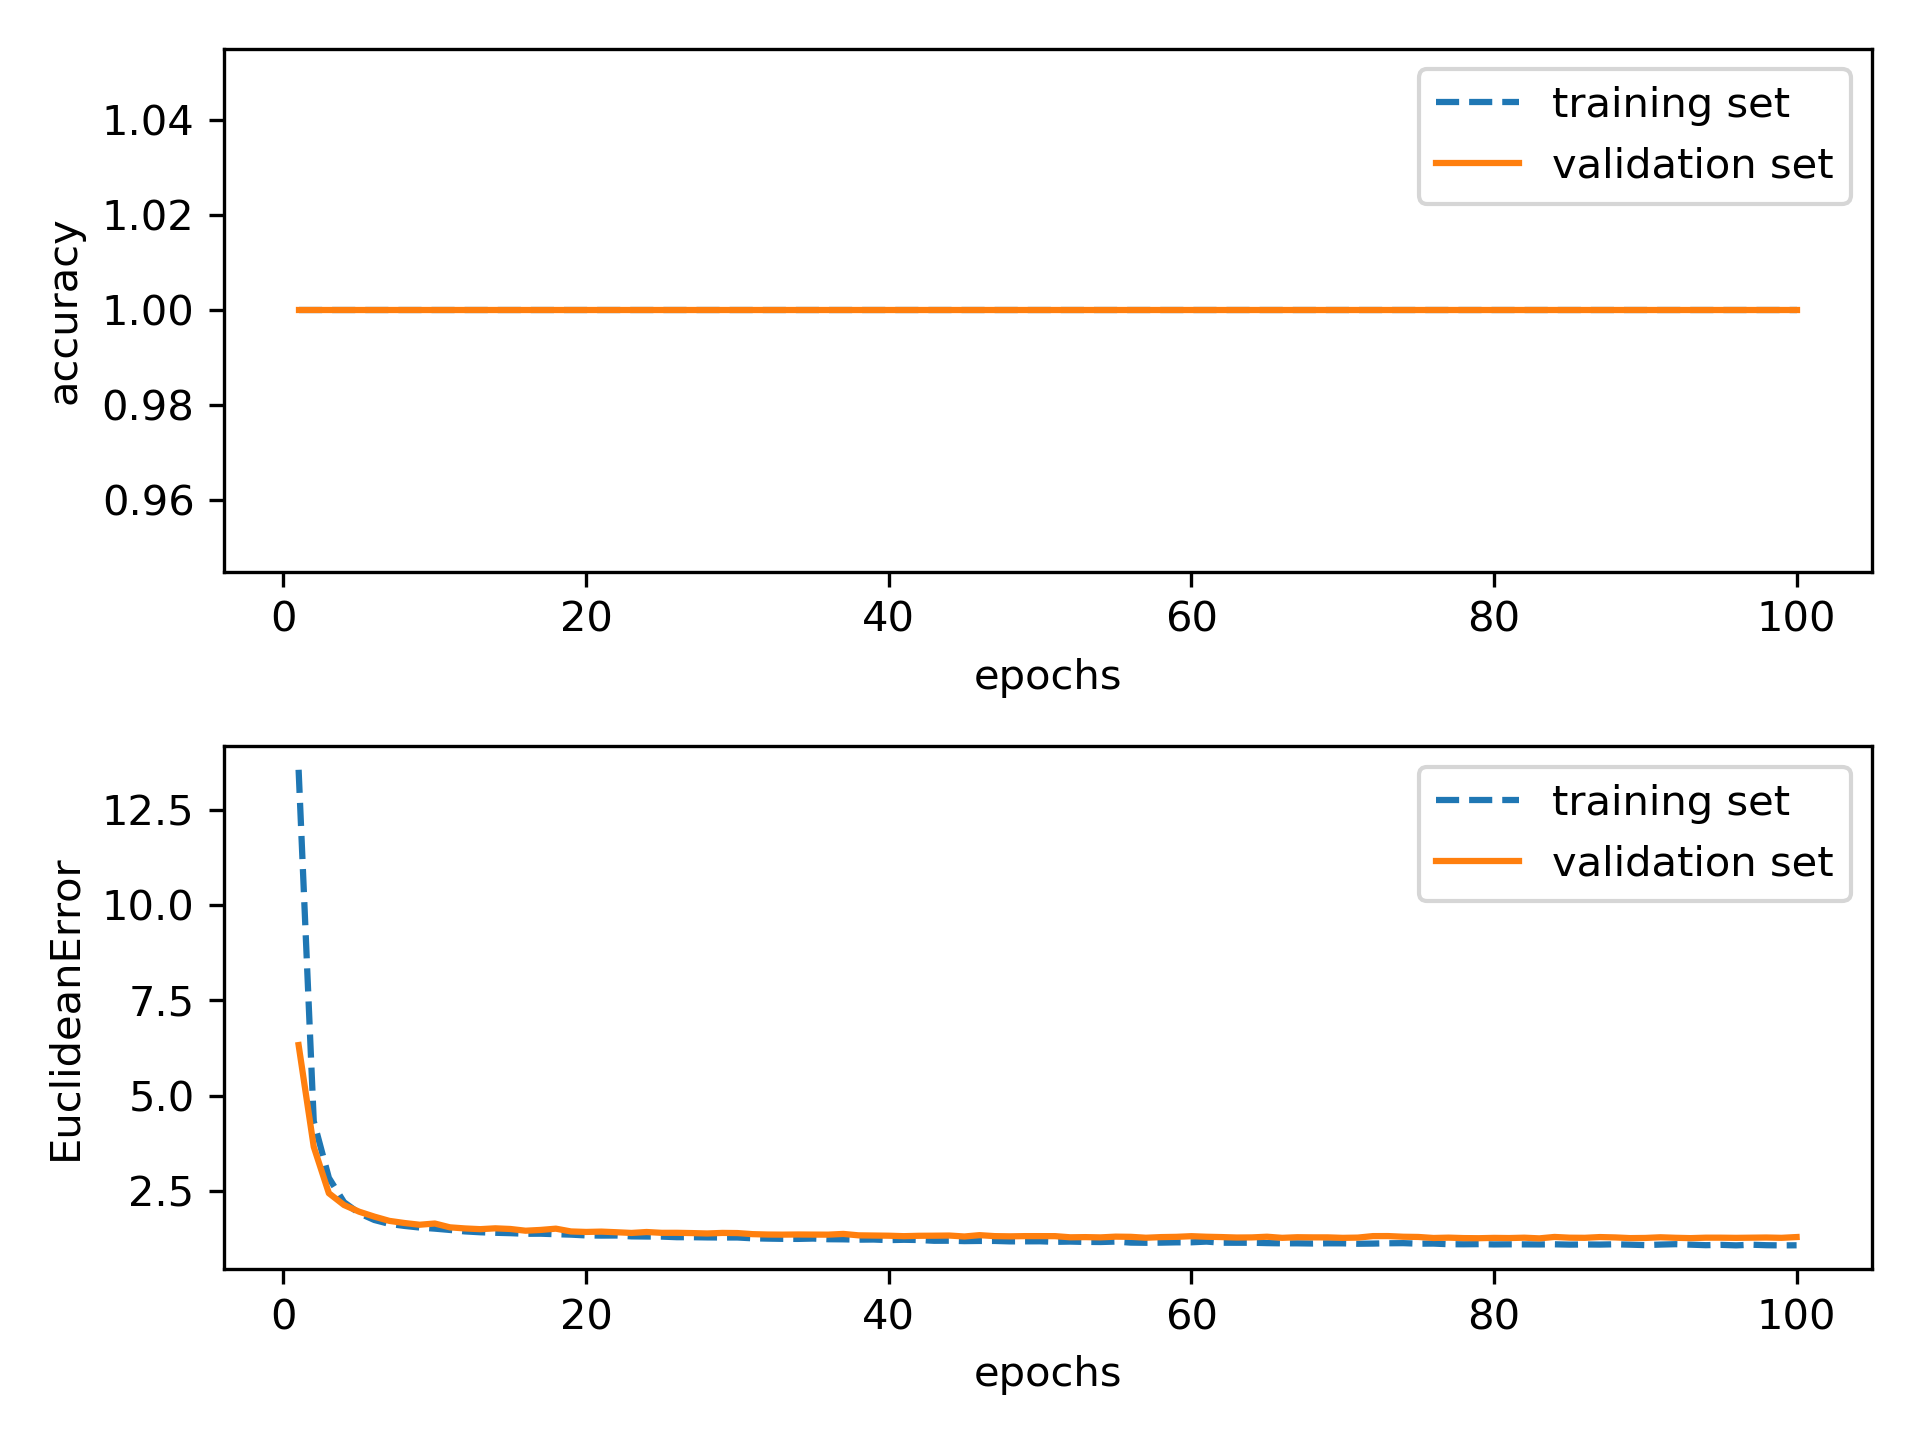 training set
validation set
accuracy
1.04
1.02
1.00
0.98
0.96
0 20 40 60 80 100
epochs
training set
validation set
EuclideanError
12.5
10.0
7.5
5.0
2.5
0 20 40 60 80 100
epochs